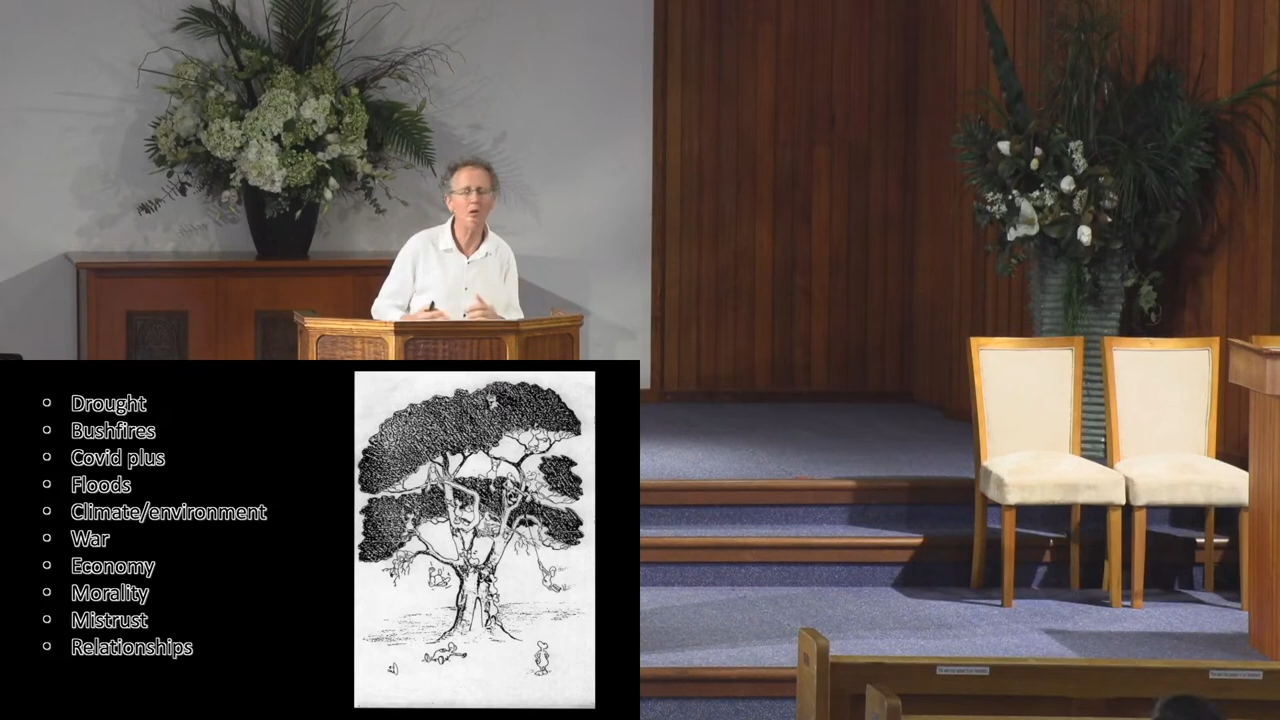 Drought
Bushfires
Covid plus
Floods
Climate/environment
War
Economy
Morality
Mistrust
Relationships